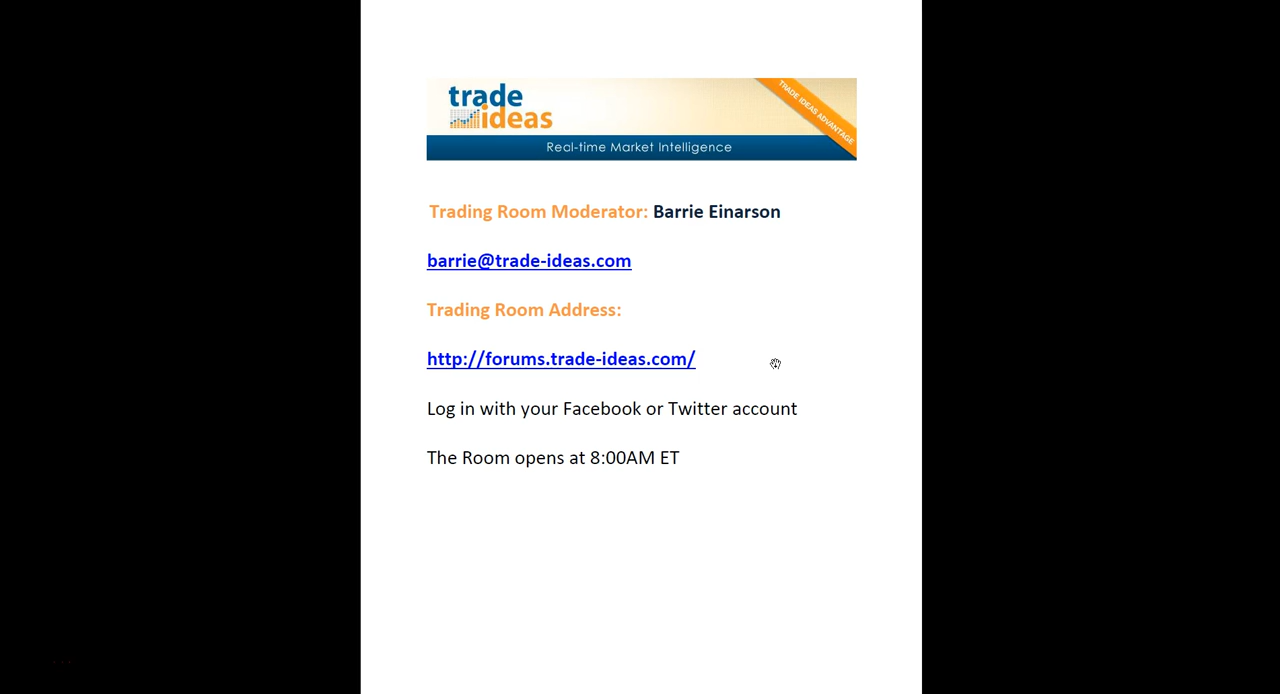 trade
ideas
TRADE IDEAS ADVANTAGE
Real-time Market Intelligence
Trading Room Moderator: Barrie Einarson
barrie@trade-ideas.com
Trading Room Address:
http://forums.trade-ideas.com/
Log in with your Facebook or Twitter account
The Room opens at 8:00AM ET